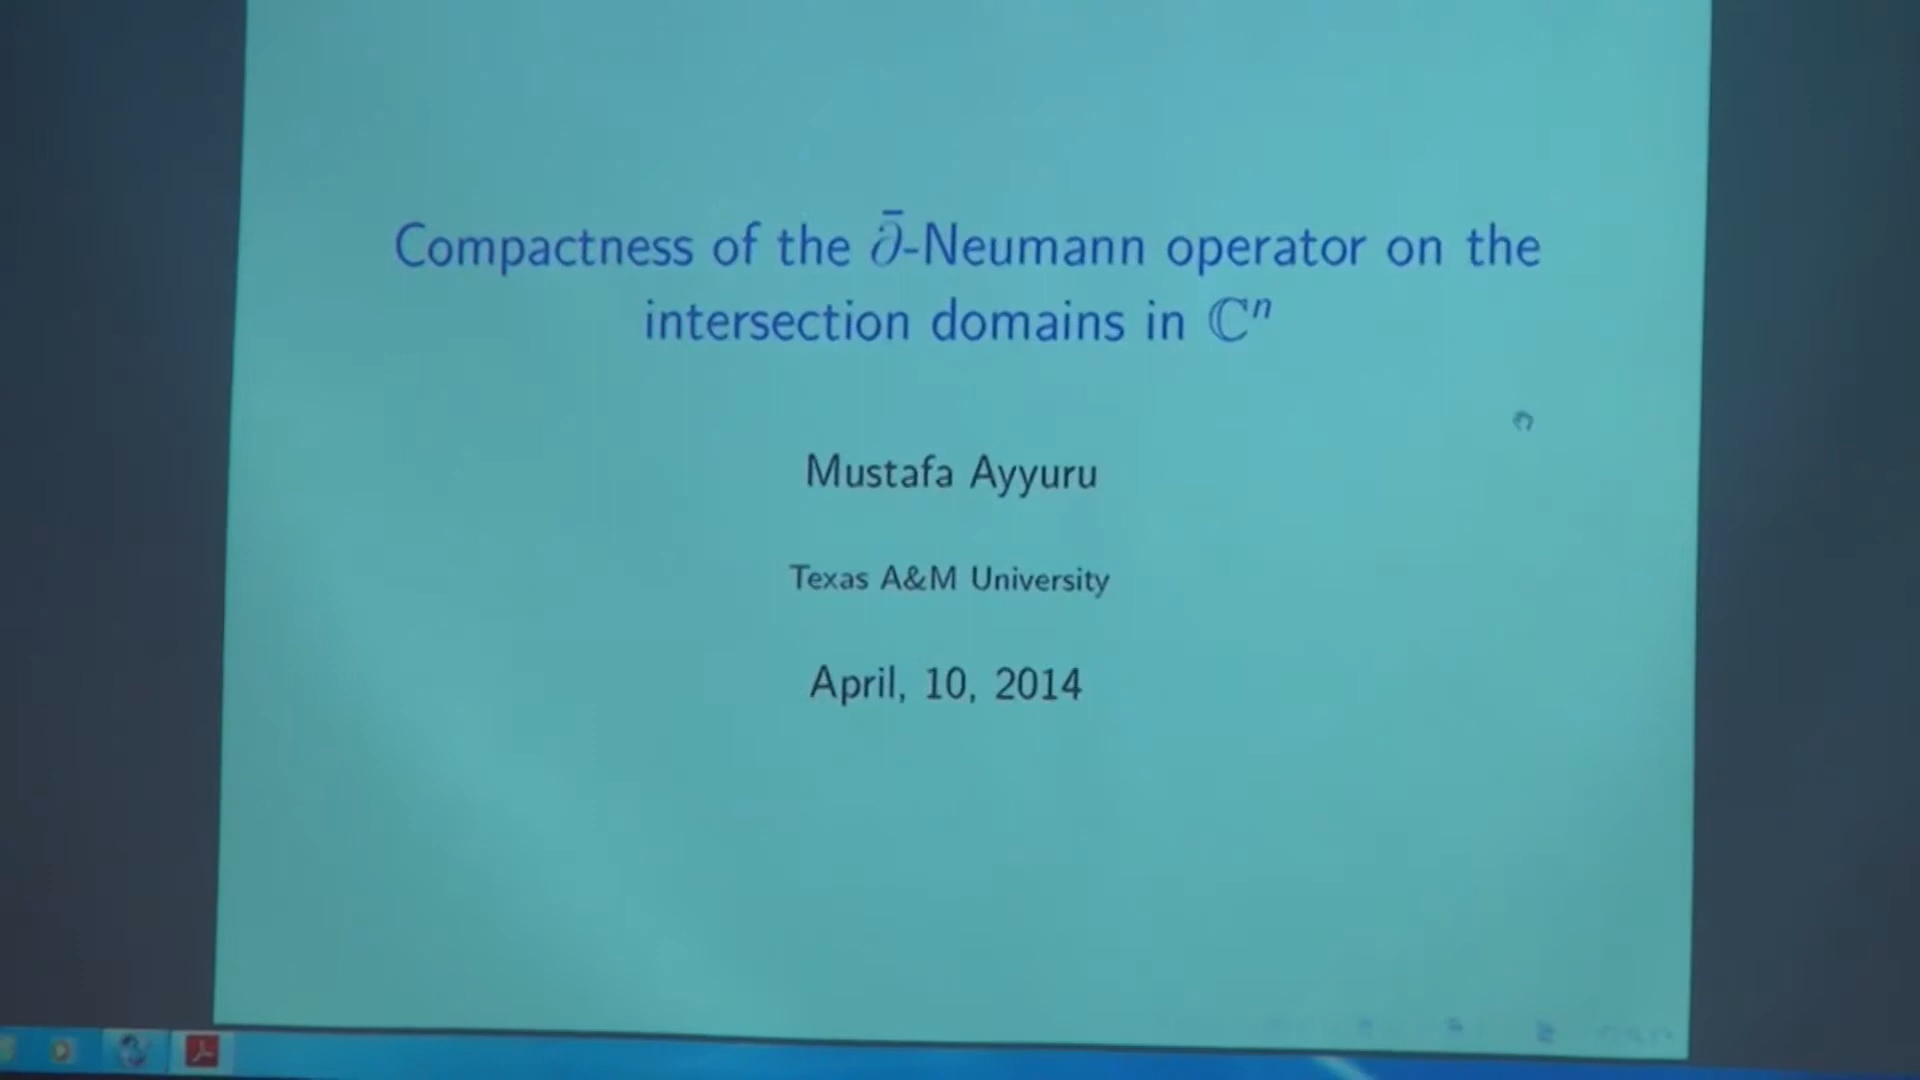 Compactness of the ∂̄-Neumann operator on the
intersection domains in ℂⁿ
Mustafa Ayyuru
Texas A&M University
April, 10, 2014